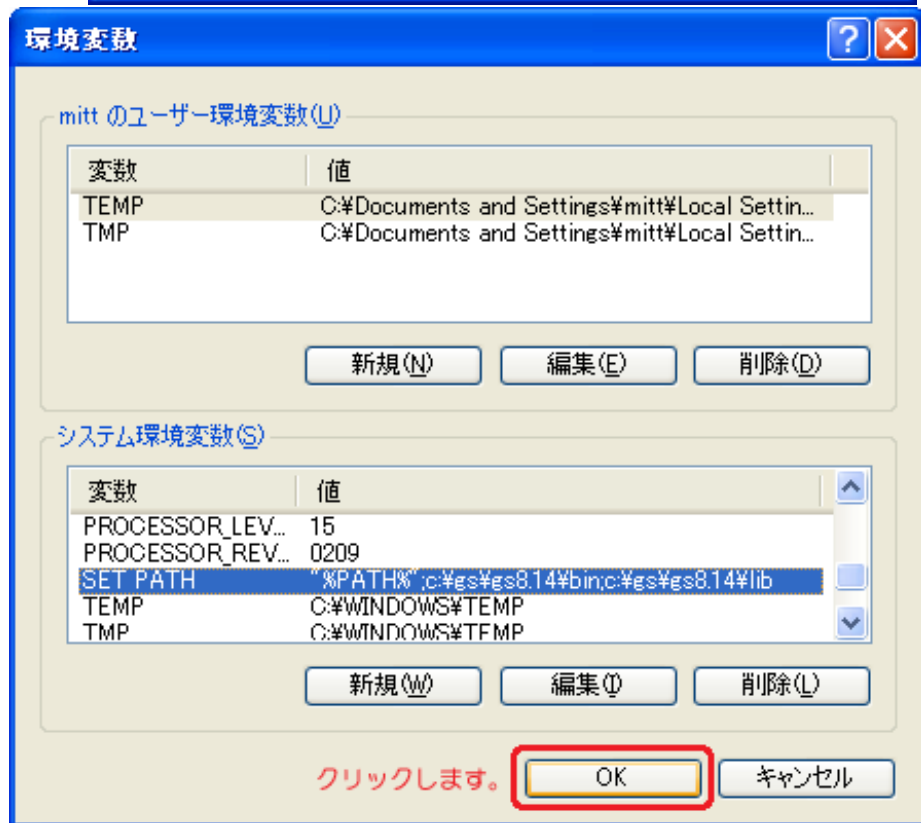 環境変数
mitt のユーザー環境変数(U)
変数 値
TEMP C:¥Documents and Settings¥mitt¥Local Settin...
TMP C:¥Documents and Settings¥mitt¥Local Settin...
新規(N) 編集(E) 削除(D)
システム環境変数(S)
変数 値
PROCESSOR_LEV... 15
PROCESSOR_REV... 0209
SET PATH "%PATH%";c:¥gs¥gs8.14¥bin;c:¥gs¥gs8.14¥lib
TEMP C:¥WINDOWS¥TEMP
TMP C:¥WINDOWS¥TEMP
新規(W) 編集(I) 削除(L)
クリックします。 OK キャンセル